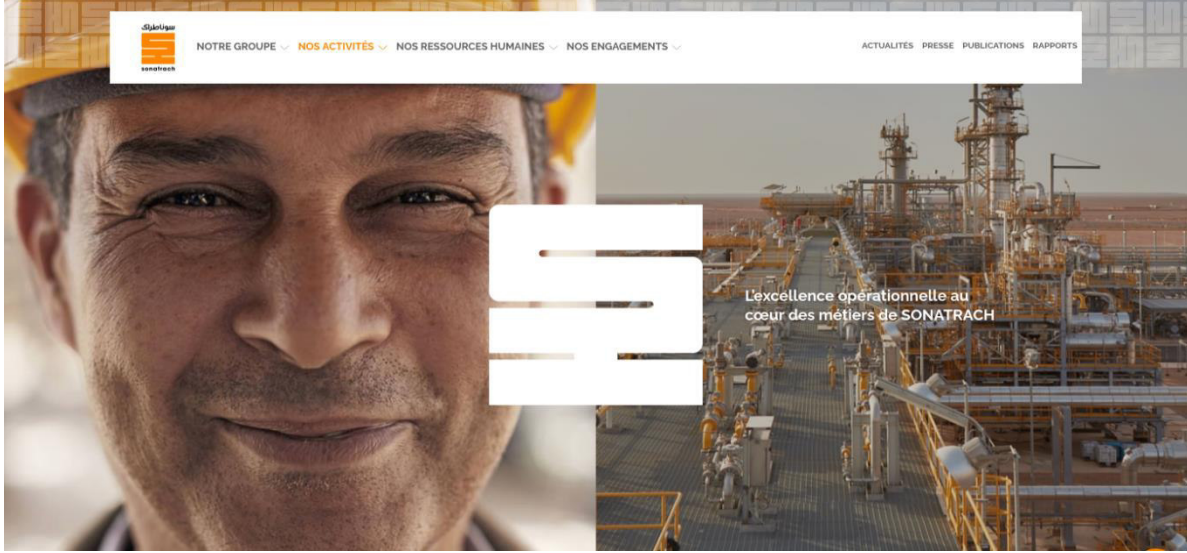 سوناطراك
sonatrach
NOTRE GROUPE
NOS ACTIVITÉS
NOS RESSOURCES HUMAINES
NOS ENGAGEMENTS
ACTUALITÉS
PRESSE
PUBLICATIONS
RAPPORTS
L'excellence opérationnelle au
cœur des métiers de SONATRACH